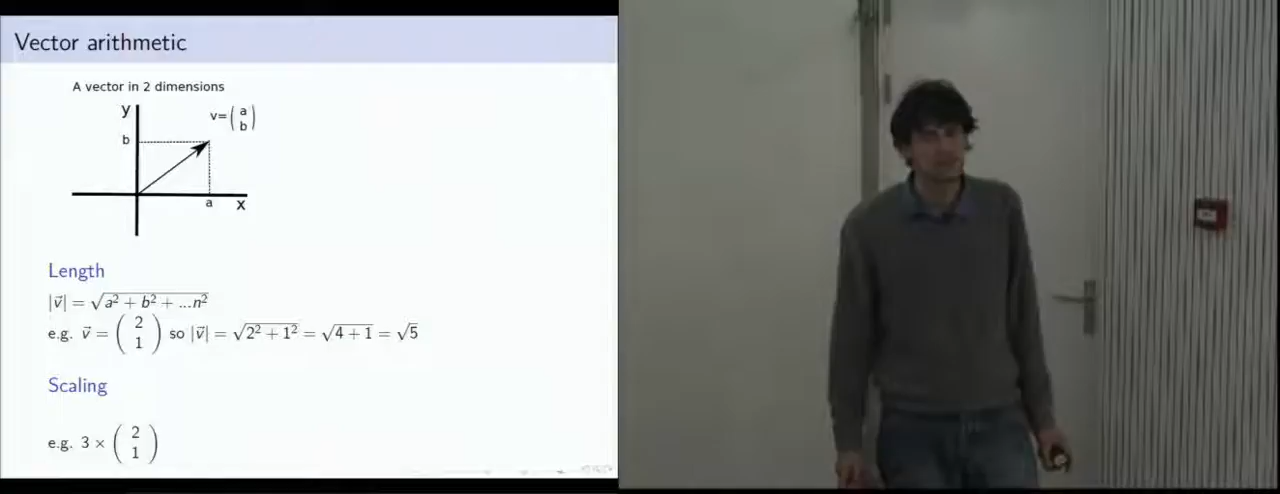 Vector arithmetic
A vector in 2 dimensions
y
v=(a b)
b
a
x
Length
|v⃗| = √a² + b² + ...n²
e.g. v⃗ = (2 1) so |v⃗| = √2² + 1² = √4 + 1 = √5
Scaling
e.g. 3 × (2 1)